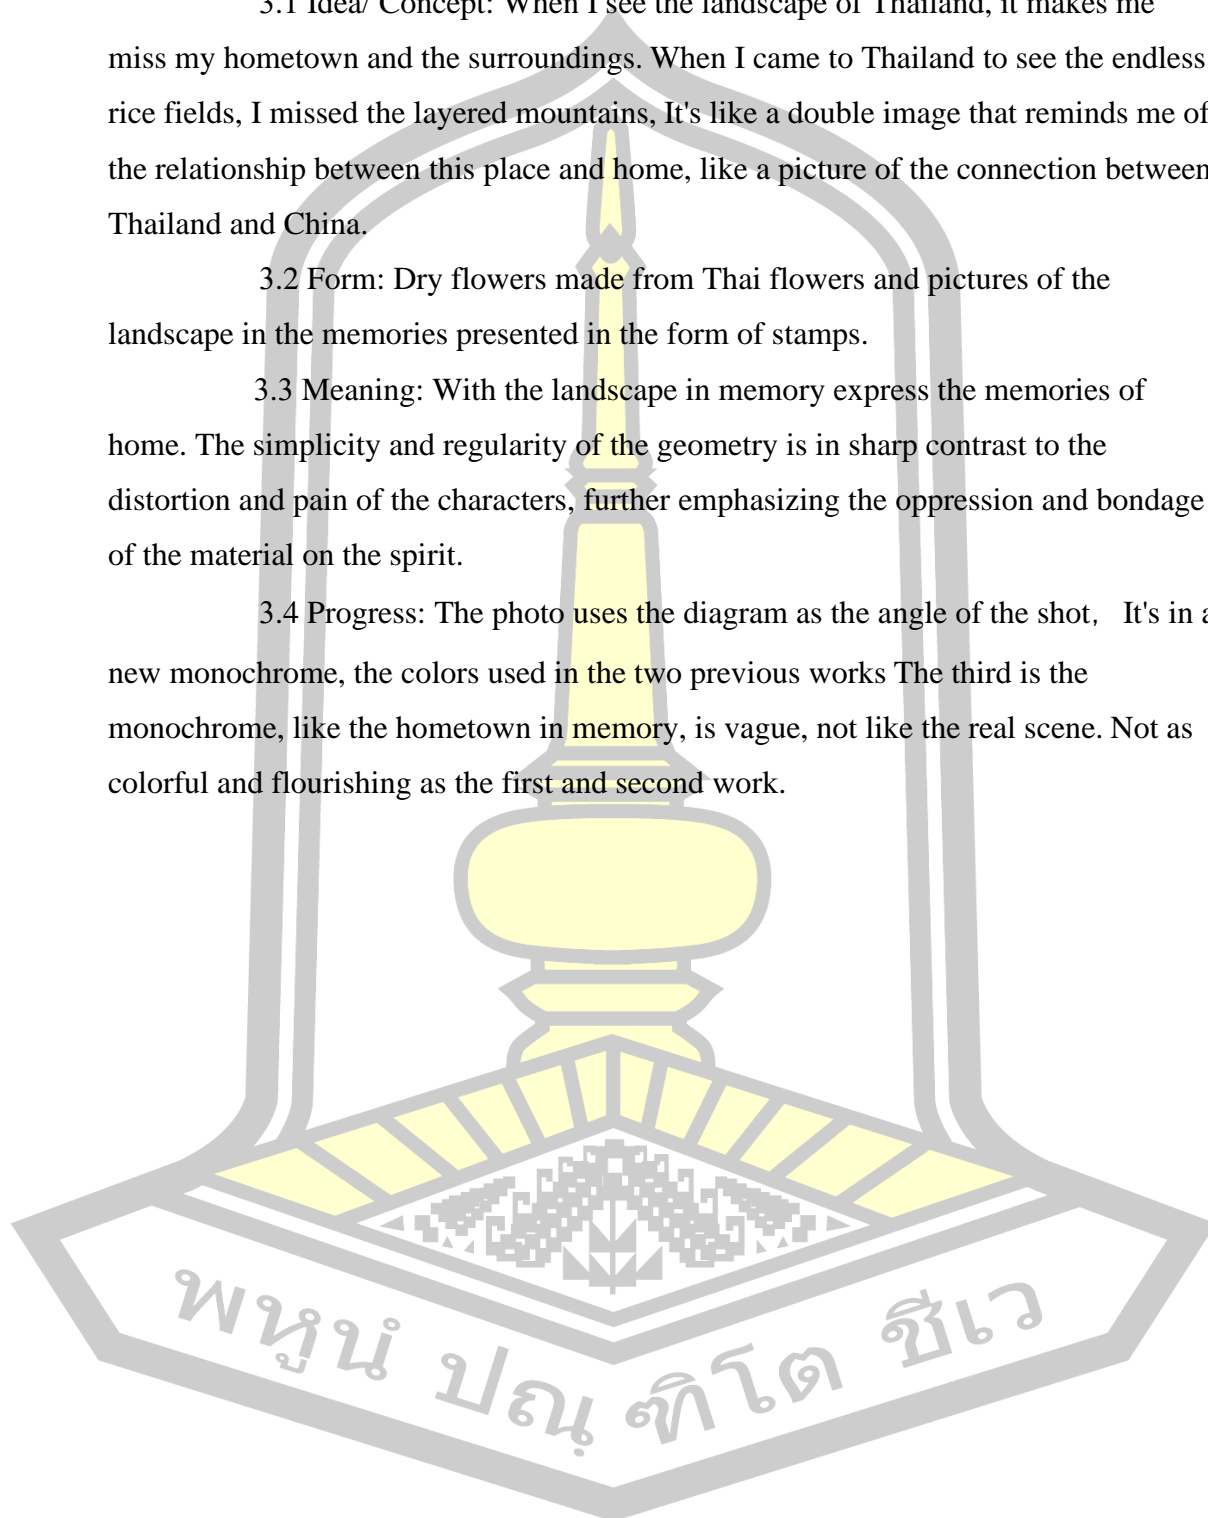 3.1 Idea/ Concept: When I see the landscape of Thailand, it makes me
miss my hometown and the surroundings. When I came to Thailand to see the endless
rice fields, I missed the layered mountains, It's like a double image that reminds me of
the relationship between this place and home, like a picture of the connection between
Thailand and China.
3.2 Form: Dry flowers made from Thai flowers and pictures of the
landscape in the memories presented in the form of stamps.
3.3 Meaning: With the landscape in memory express the memories of
home. The simplicity and regularity of the geometry is in sharp contrast to the
distortion and pain of the characters, further emphasizing the oppression and bondage
of the material on the spirit.
3.4 Progress: The photo uses the diagram as the angle of the shot， It's in a
new monochrome, the colors used in the two previous works The third is the
monochrome, like the hometown in memory, is vague, not like the real scene. Not as
colorful and flourishing as the first and second work.
พหูนํ ปณฺฑิโต ชีเว